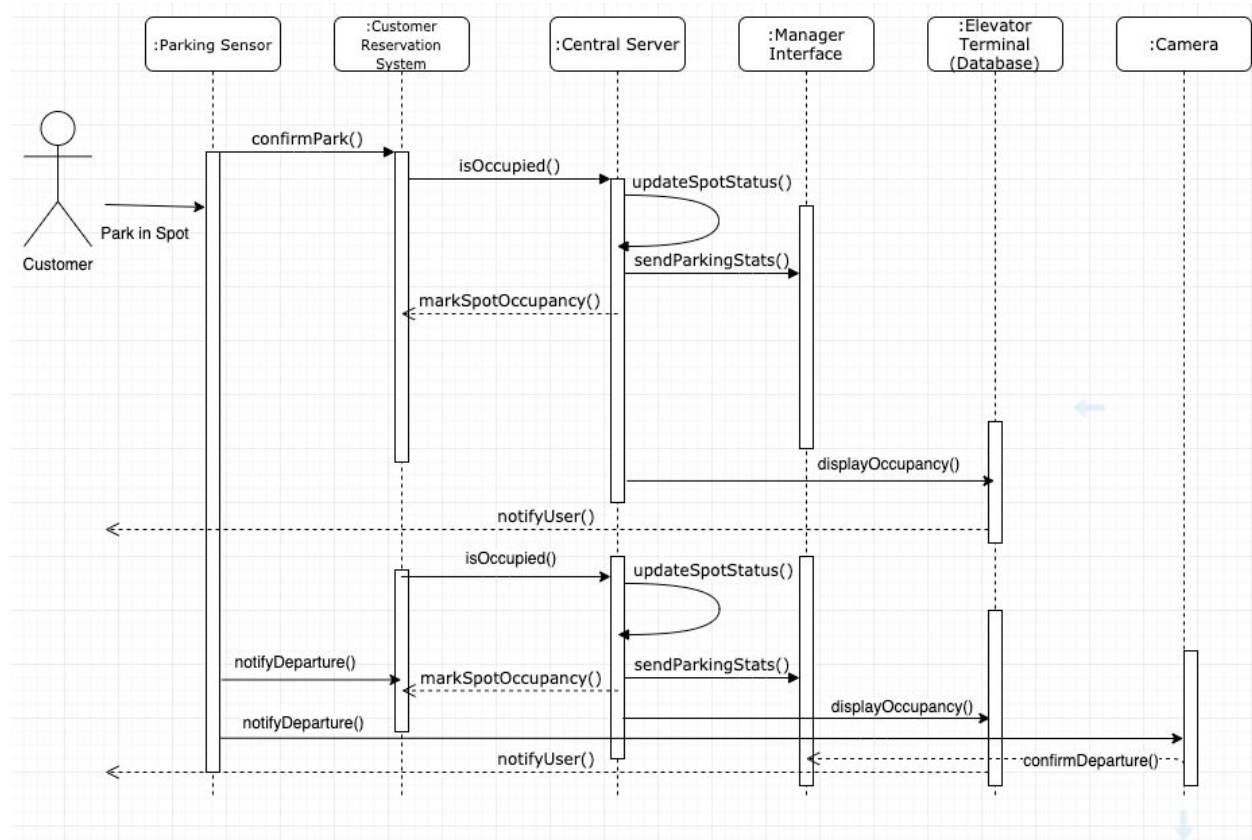 :Parking Sensor
:Customer
Reservation
System
:Central Server
:Manager
Interface
:Elevator
Terminal
(Database)
:Camera
confirmPark()
isOccupied()
updateSpotStatus()
Park in Spot
Customer
sendParkingStats()
markSpotOccupancy()
displayOccupancy()
notifyUser()
isOccupied()
updateSpotStatus()
notifyDeparture()
markSpotOccupancy()
sendParkingStats()
displayOccupancy()
notifyDeparture()
notifyUser()
confirmDeparture()